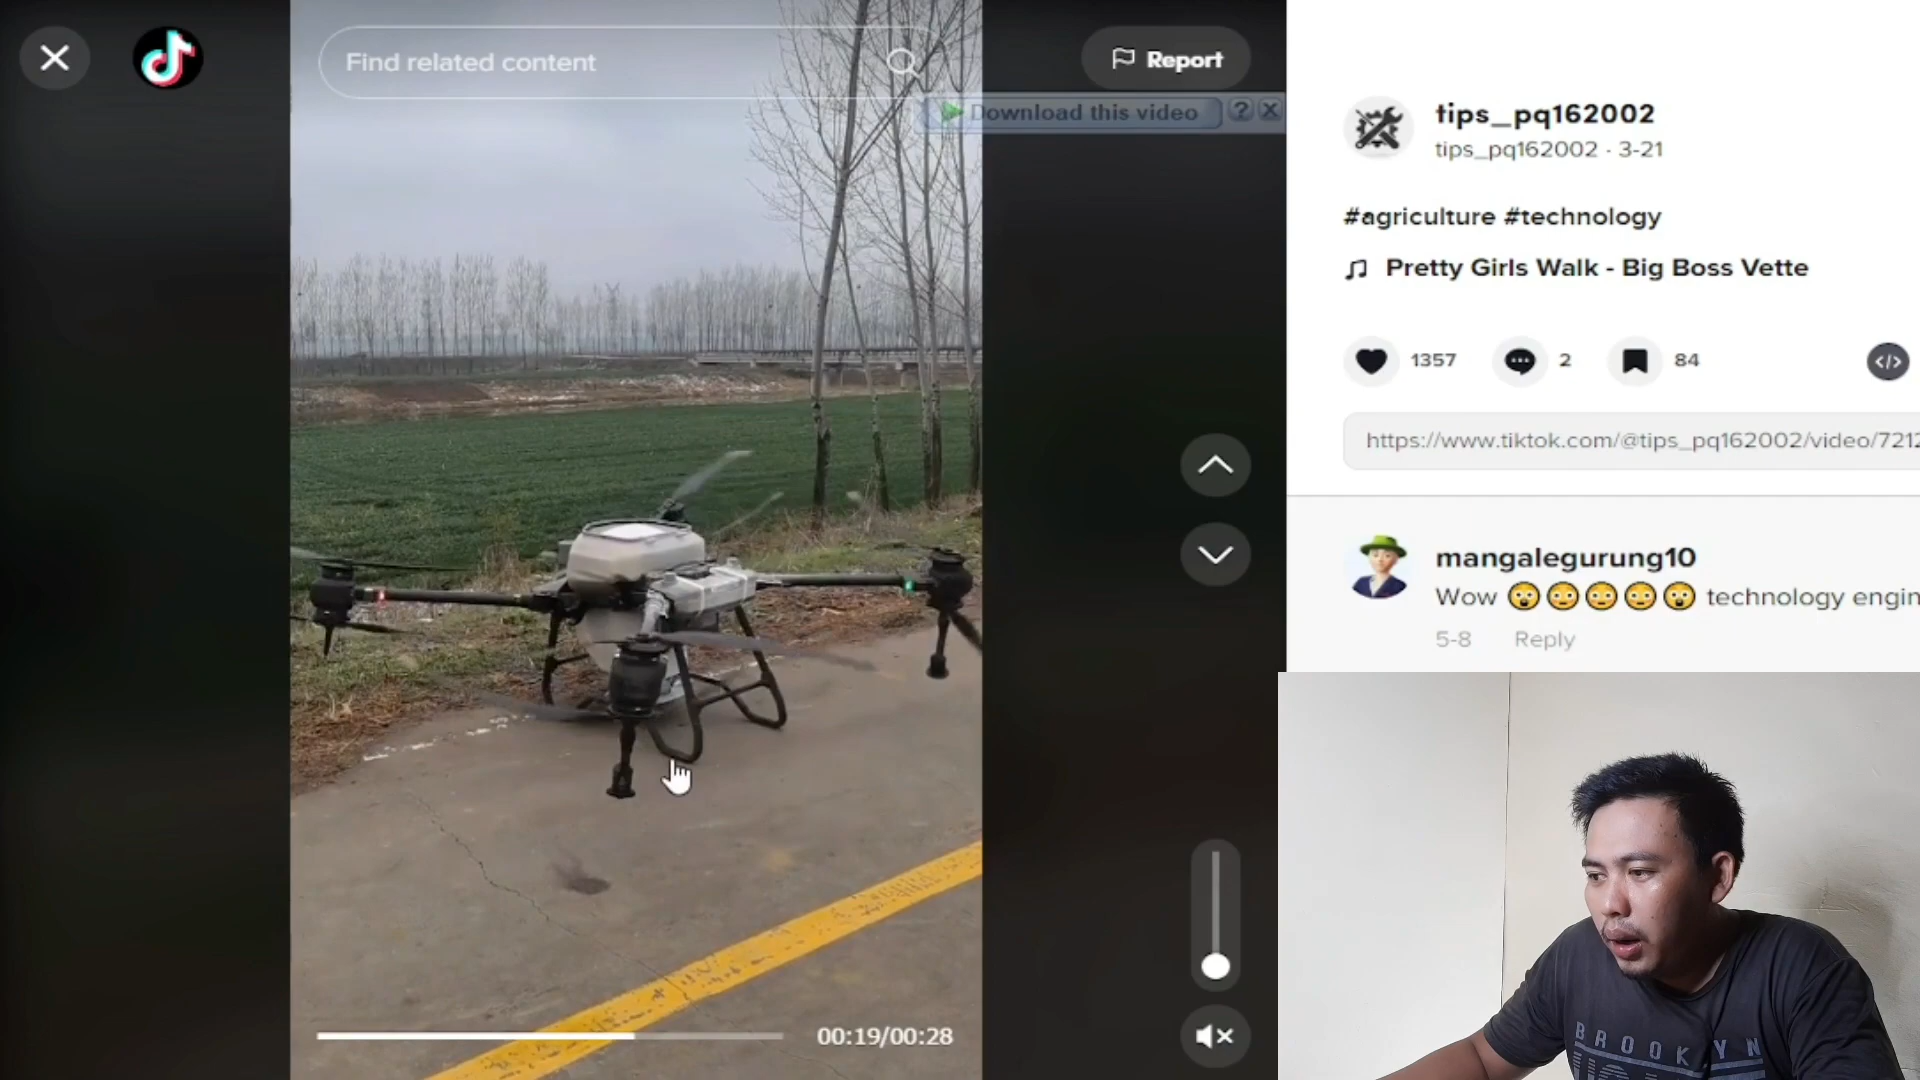 Find related content
Report
Download this video
?
tips_pq162002
tips_pq162002 · 3-21
#agriculture #technology
Pretty Girls Walk - Big Boss Vette
1357
2
84
</>
https://www.tiktok.com/@tips_pq162002/video/7212
mangalegurung10
Wow 😯😳😳😳😯 technology engin
5-8 Reply
00:19/00:28
BROOKLYN